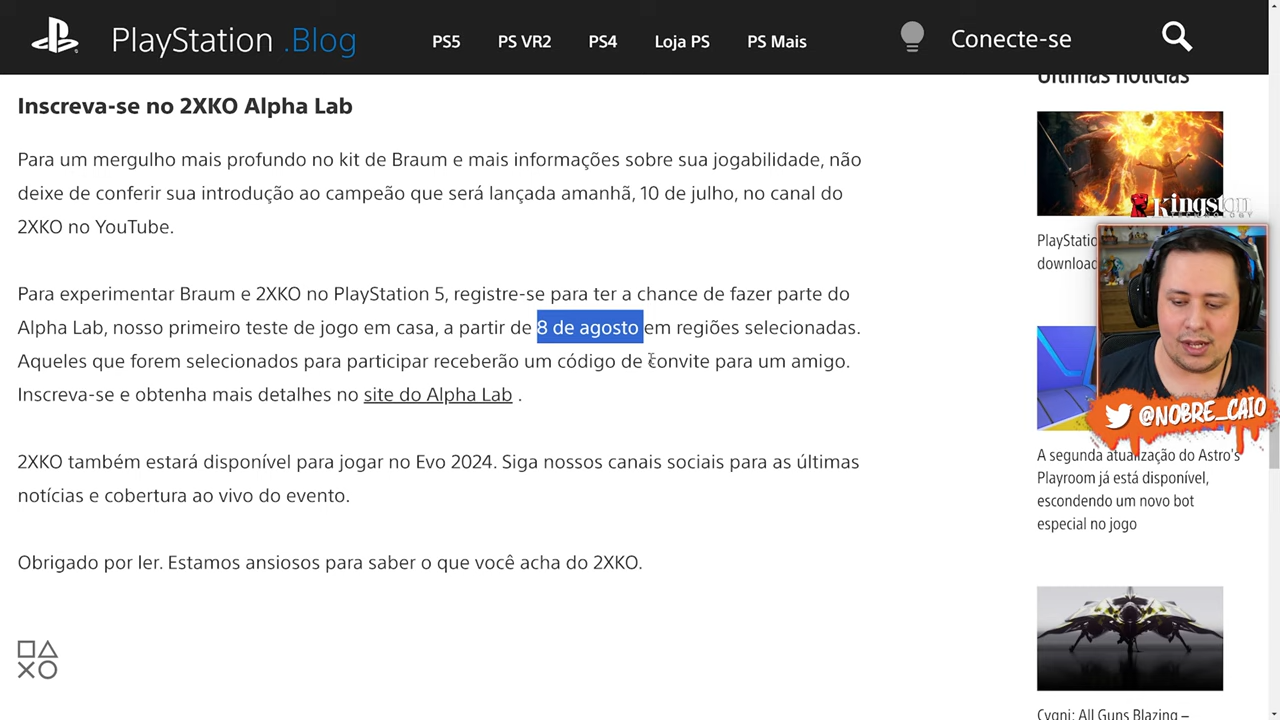 PlayStation .Blog
PS5
PS VR2
PS4
Loja PS
PS Mais
Conecte-se
Inscreva-se no 2XKO Alpha Lab
Para um mergulho mais profundo no kit de Braum e mais informações sobre sua jogabilidade, não
deixe de conferir sua introdução ao campeão que será lançada amanhã, 10 de julho, no canal do
2XKO no YouTube.
Para experimentar Braum e 2XKO no PlayStation 5, registre-se para ter a chance de fazer parte do
Alpha Lab, nosso primeiro teste de jogo em casa, a partir de 8 de agosto em regiões selecionadas.
Aqueles que forem selecionados para participar receberão um código de convite para um amigo.
Inscreva-se e obtenha mais detalhes no site do Alpha Lab .
2XKO também estará disponível para jogar no Evo 2024. Siga nossos canais sociais para as últimas
notícias e cobertura ao vivo do evento.
Obrigado por ler. Estamos ansiosos para saber o que você acha do 2XKO.
Últimas notícias
Kingston
TECHNOLOGY
PlayStatio
download
@NOBRE_CAIO
A segunda atualização do Astro's
Playroom já está disponível,
escondendo um novo bot
especial no jogo
Cygni: All Guns Blazing –